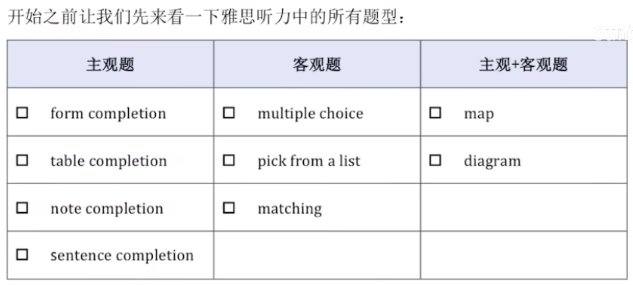 开始之前让我们先来看一下雅思听力中的所有题型：
主观题 客观题 主观+客观题
□ form completion □ multiple choice □ map
□ table completion □ pick from a list □ diagram
□ note completion □ matching
□ sentence completion